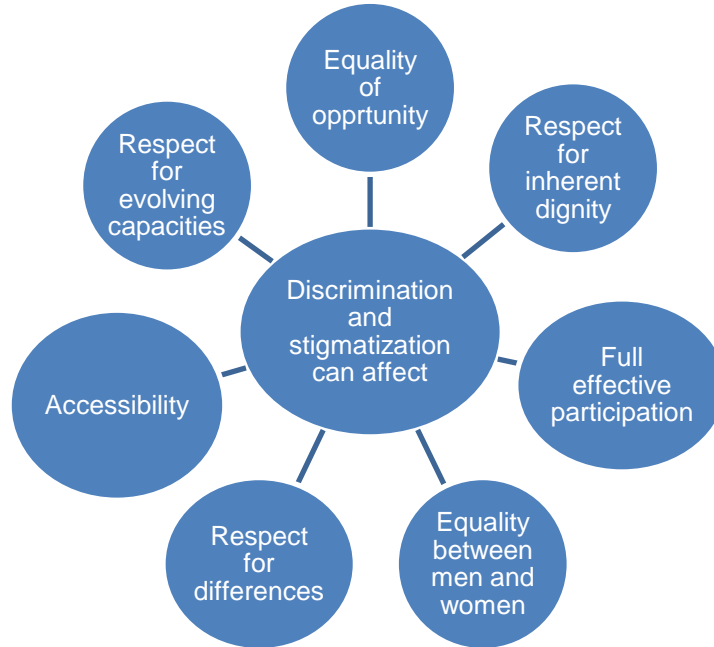 Equality
of
opprtunity
Respect
for
inherent
dignity
Full
effective
participation
Equality
between
men and
women
Respect
for
differences
Accessibility
Respect
for
evolving
capacities
Discrimination
and
stigmatization
can affect